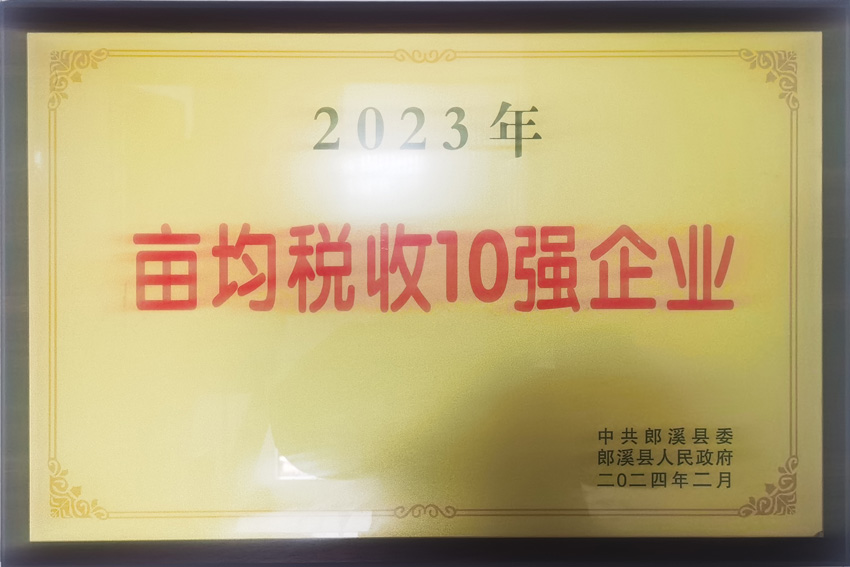 2023年
亩均税收10强企业
中共郎溪县委
郎溪县人民政府
二〇二四年二月